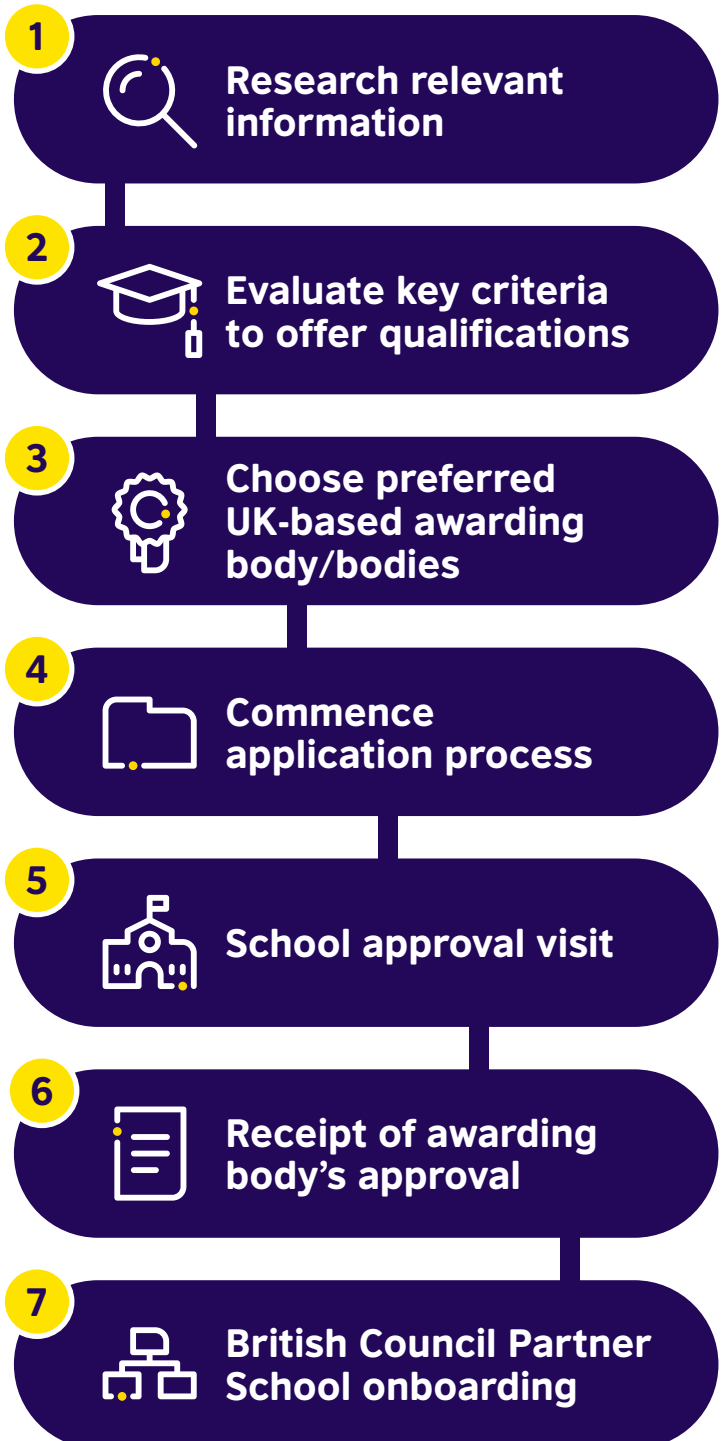 1
Research relevant
information
2
Evaluate key criteria
to offer qualifications
3
Choose preferred
UK-based awarding
body/bodies
4
Commence
application process
5
School approval visit
6
Receipt of awarding
body’s approval
7
British Council Partner
School onboarding